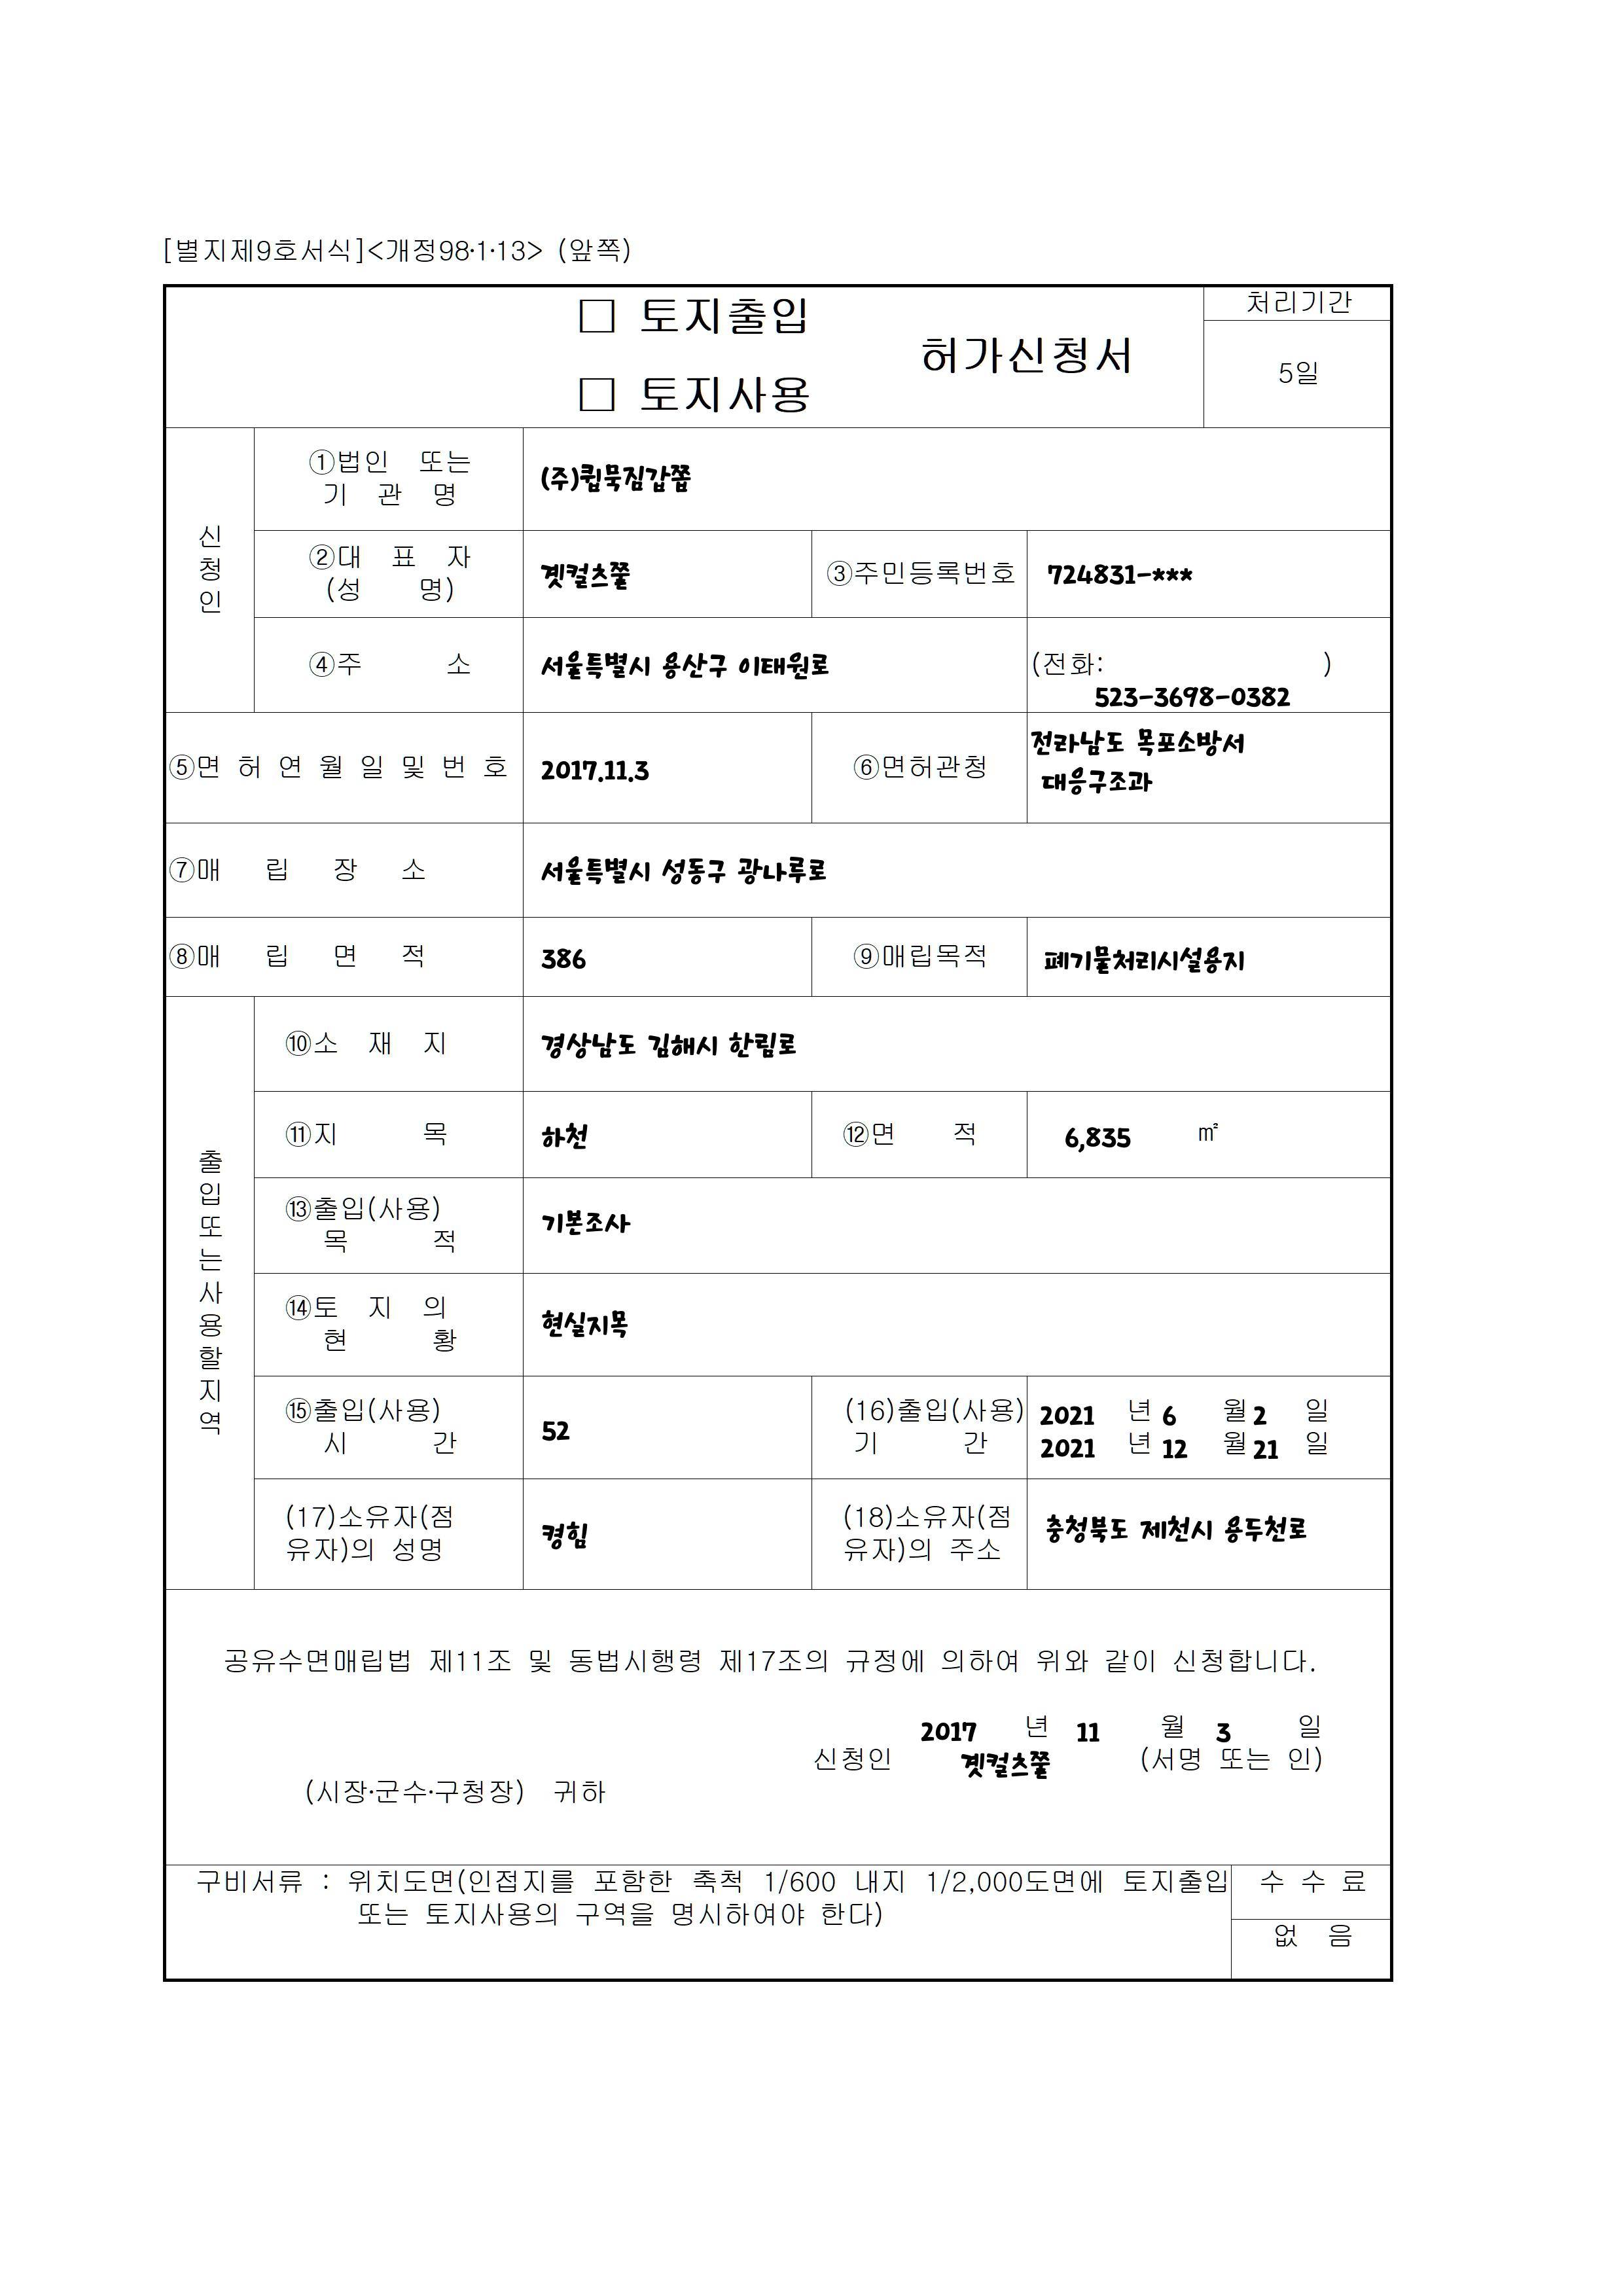 [별지제9호서식]<개정98·1·13> (앞쪽)
□ 토지출입
□ 토지사용
허가신청서
처리기간
5일
신청인
①법인 또는
기 관 명
(주)큅묵짐갑쭙
②대 표 자
(성 명)
곗컬츠쭐
③주민등록번호
724831-***
④주 소
서울특별시 용산구 이태원로
(전화: )
523-3698-0382
⑤면 허 연 월 일 및 번 호
2017.11.3
⑥면허관청
전라남도 목포소방서
대응구조과
⑦매 립 장 소
서울특별시 성동구 광나루로
⑧매 립 면 적
386
⑨매립목적
폐기물처리시설용지
출입또는사용할지역
⑩소 재 지
경상남도 김해시 한림로
⑪지 목
하천
⑫면 적
6,835 ㎡
⑬출입(사용)
목 적
기본조사
⑭토 지 의
현 황
현실지목
⑮출입(사용)
시 간
52
(16)출입(사용)
기 간
2021 년 6 월 2 일
2021 년 12 월 21 일
(17)소유자(점
유자)의 성명
켱힘
(18)소유자(점
유자)의 주소
충청북도 제천시 용두천로
공유수면매립법 제11조 및 동법시행령 제17조의 규정에 의하여 위와 같이 신청합니다.
2017 년 11 월 3 일
신청인 곗컬츠쭐 (서명 또는 인)
(시장·군수·구청장) 귀하
구비서류 : 위치도면(인접지를 포함한 축척 1/600 내지 1/2,000도면에 토지출입
또는 토지사용의 구역을 명시하여야 한다)
수 수 료
없 음